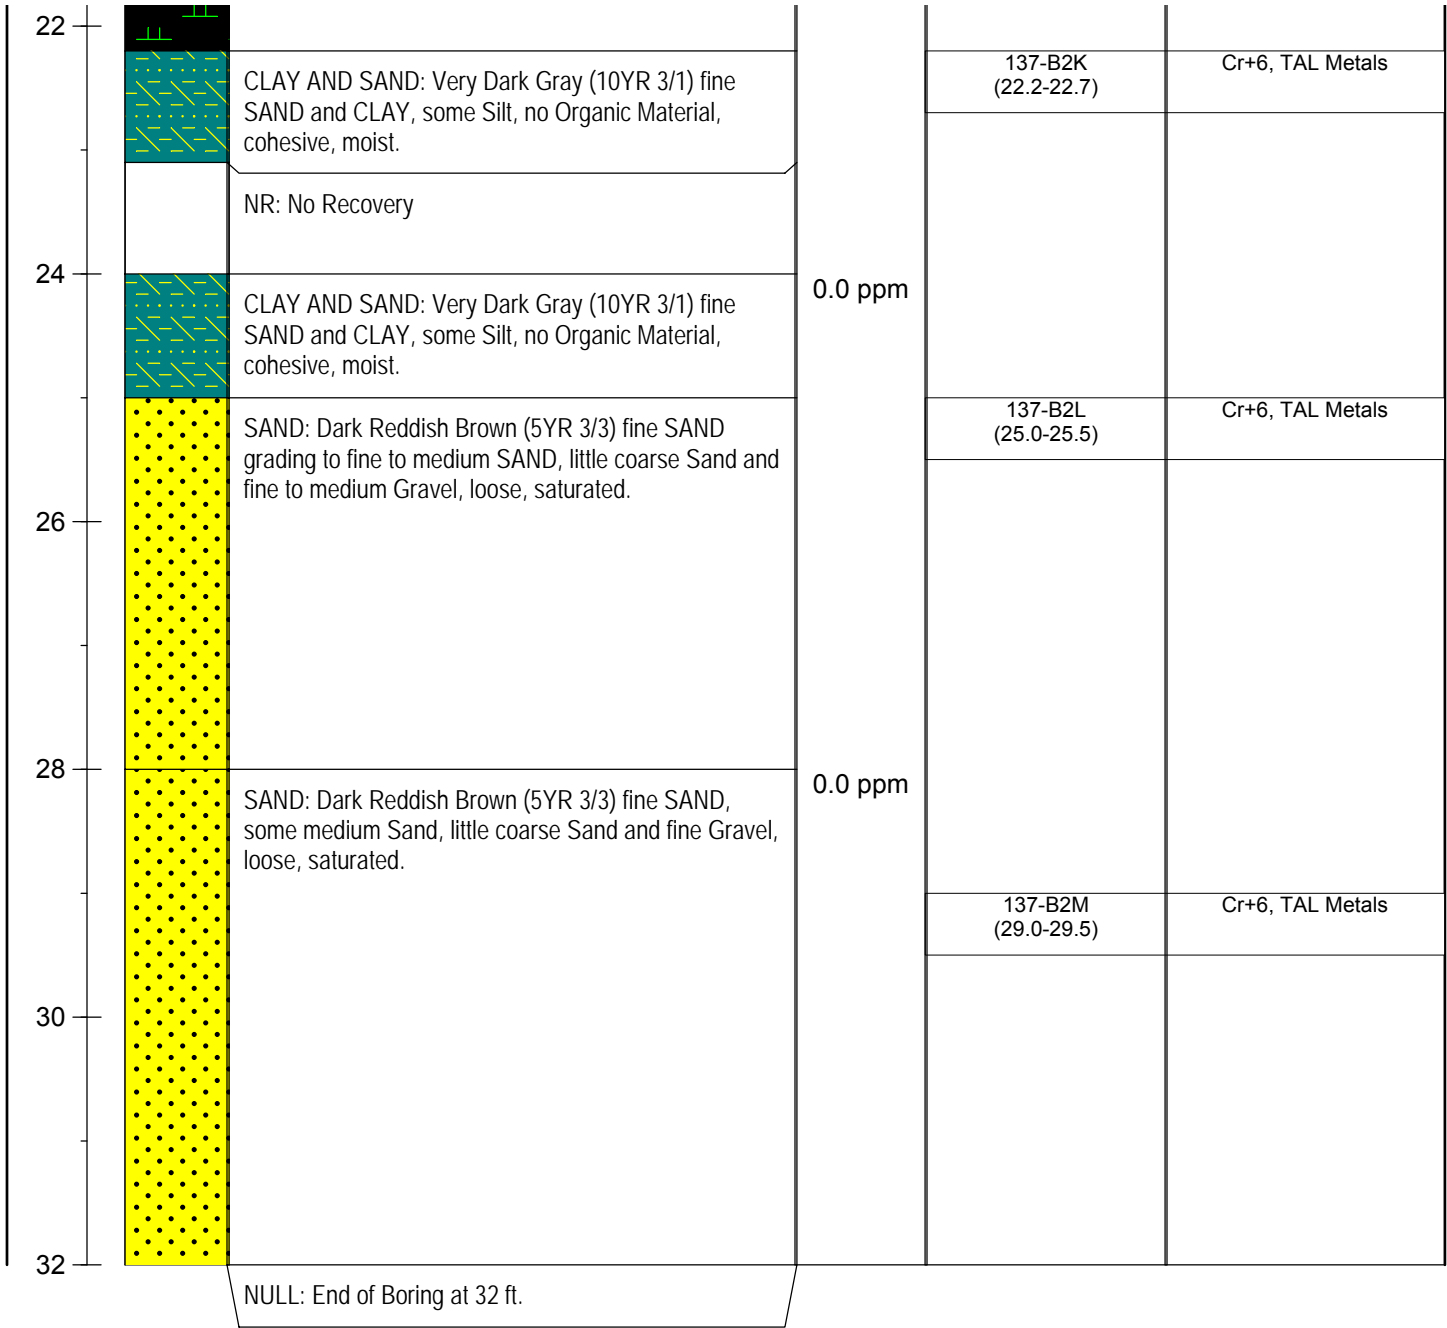 22
CLAY AND SAND: Very Dark Gray (10YR 3/1) fine
SAND and CLAY, some Silt, no Organic Material,
cohesive, moist.
137-B2K
(22.2-22.7)
Cr+6, TAL Metals
NR: No Recovery
24
CLAY AND SAND: Very Dark Gray (10YR 3/1) fine
SAND and CLAY, some Silt, no Organic Material,
cohesive, moist.
0.0 ppm
SAND: Dark Reddish Brown (5YR 3/3) fine SAND
grading to fine to medium SAND, little coarse Sand and
fine to medium Gravel, loose, saturated.
137-B2L
(25.0-25.5)
Cr+6, TAL Metals
26
28
SAND: Dark Reddish Brown (5YR 3/3) fine SAND,
some medium Sand, little coarse Sand and fine Gravel,
loose, saturated.
0.0 ppm
137-B2M
(29.0-29.5)
Cr+6, TAL Metals
30
32
NULL: End of Boring at 32 ft.